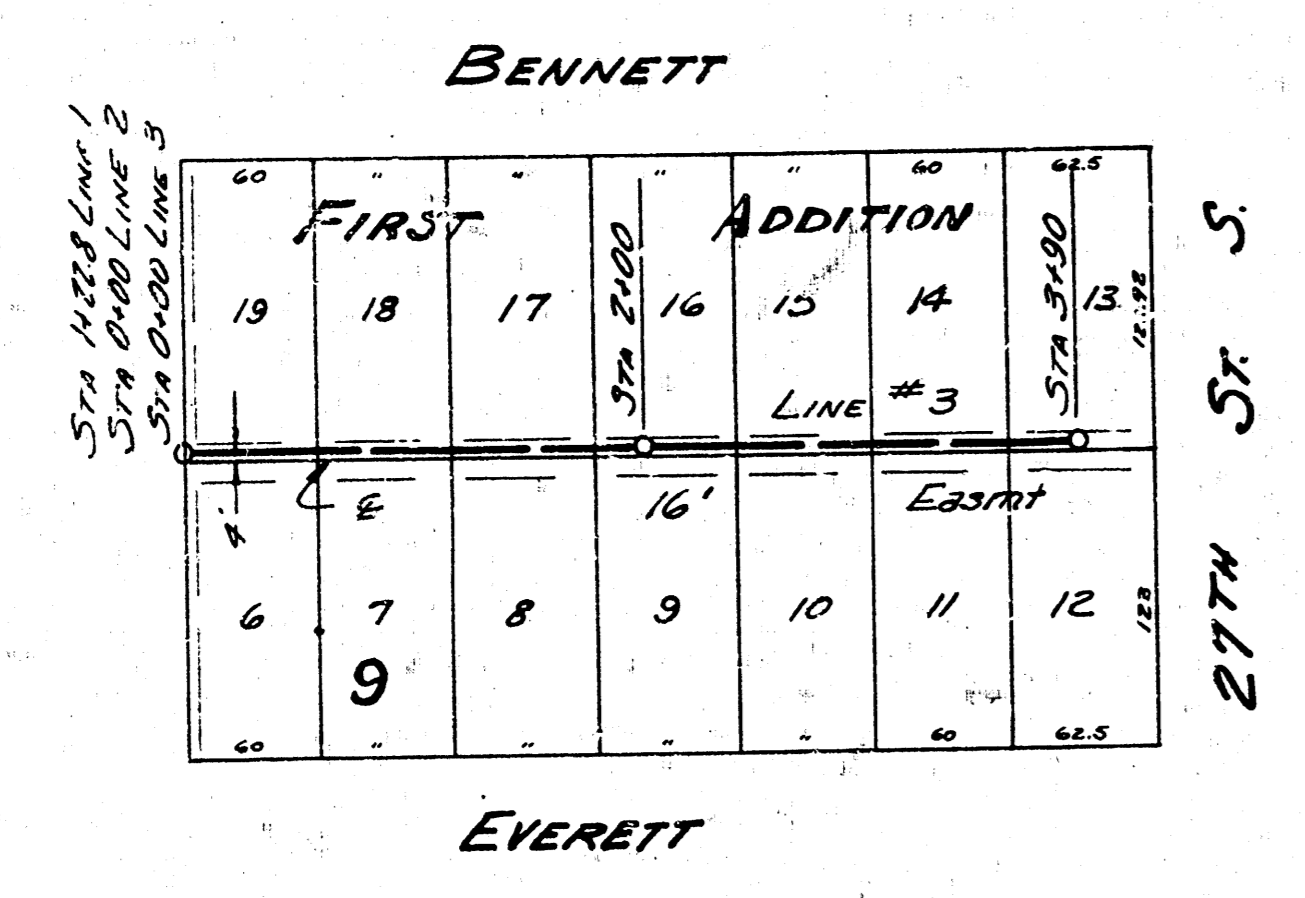 BENNETT
STA 1+22.8 LINE 1
STA 0+00 LINE 2
STA 0+00 LINE 3
60 " " " " 60 62.5
FIRST ADDITION
19 18 17 STA 2+00 16 15 14 STA 3+90 13
LINE #3
4' ℄ 16' Easmt
6 7 8 9 10 11 12 123
9
60 " " " " 60 62.5
EVERETT
27TH ST. S.